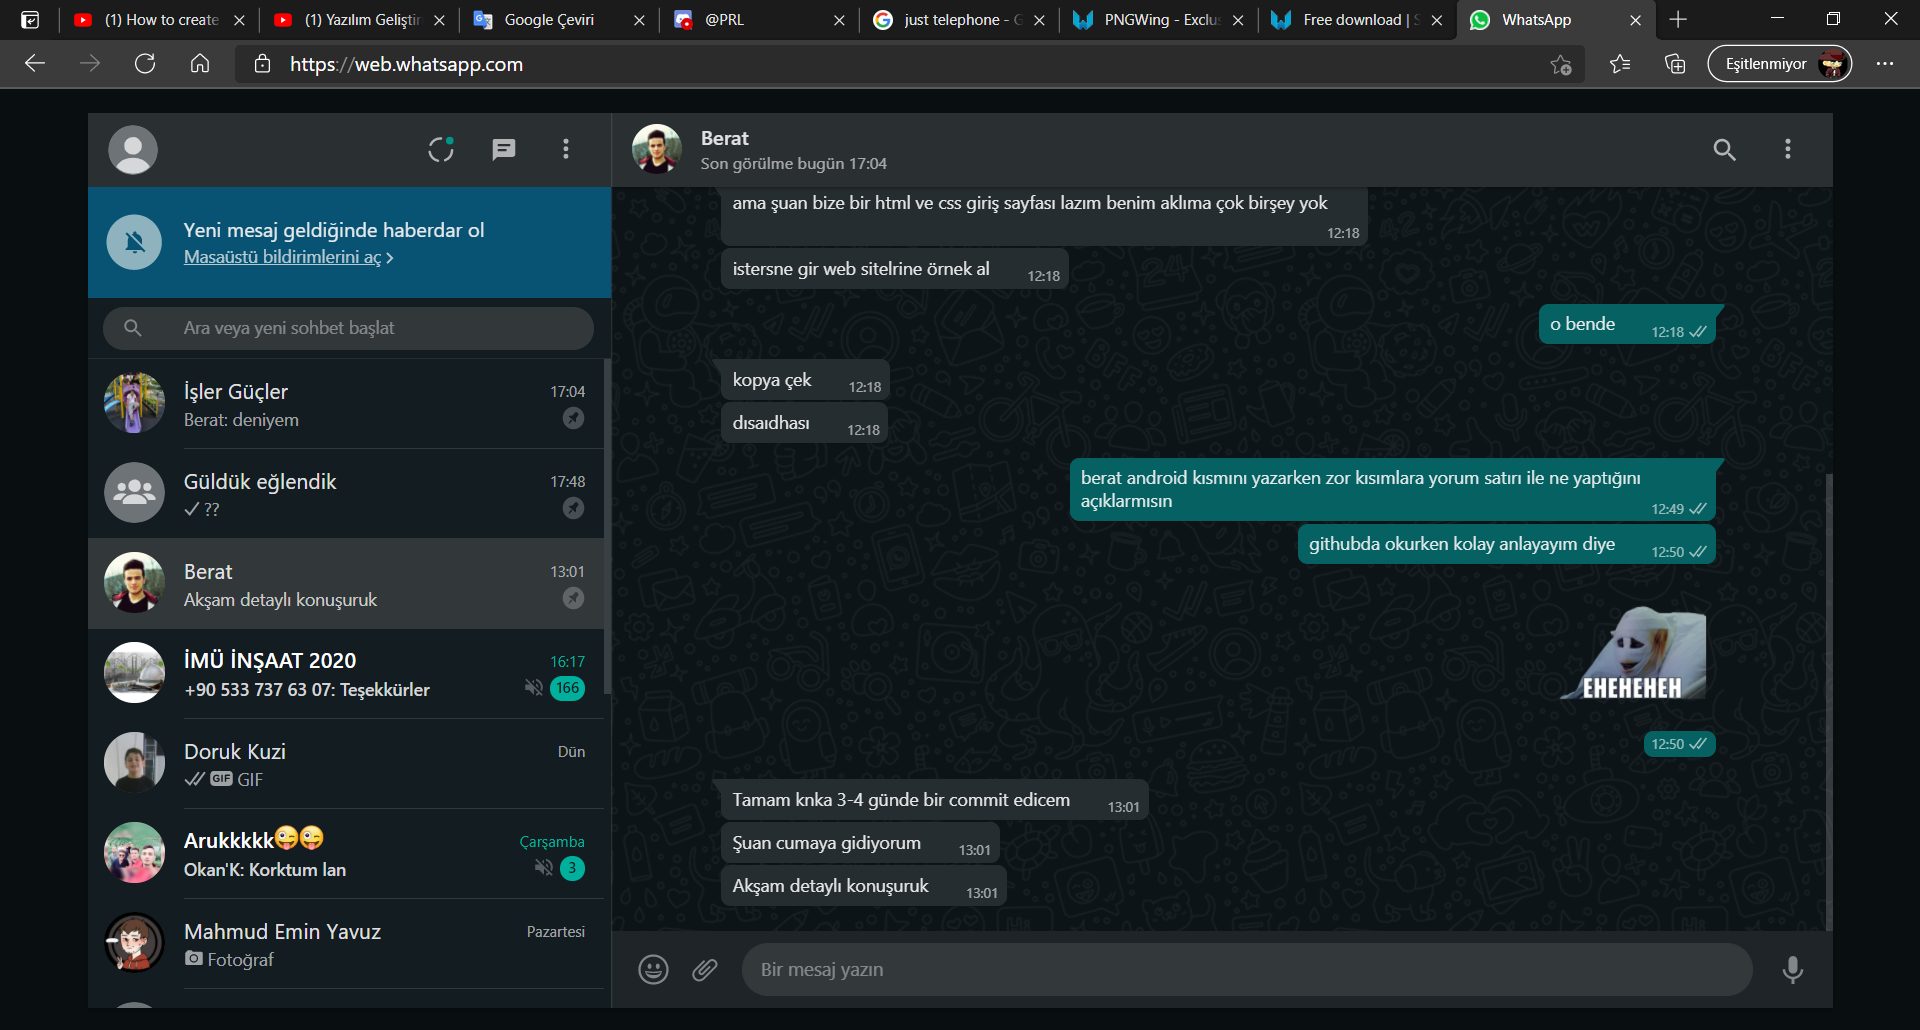 (1) How to create
(1) Yazılım Geliştir
Google Çeviri
@PRL
just telephone - G
PNGWing - Exclus
Free download | S
WhatsApp
https://web.whatsapp.com
Eşitlenmiyor
Yeni mesaj geldiğinde haberdar ol
Masaüstü bildirimlerini aç
Ara veya yeni sohbet başlat
İşler Güçler
17:04
Berat: deniyem
Güldük eğlendik
17:48
??
Berat
13:01
Akşam detaylı konuşuruk
İMÜ İNŞAAT 2020
16:17
+90 533 737 63 07: Teşekkürler
166
Doruk Kuzi
Dün
GIF GIF
Arukkkkk😜😜
Çarşamba
Okan'K: Korktum lan
3
Mahmud Emin Yavuz
Pazartesi
Fotoğraf
Berat
Son görülme bugün 17:04
ama şuan bize bir html ve css giriş sayfası lazım benim aklıma çok birşey yok
12:18
istersne gir web sitelrine örnek al 12:18
o bende 12:18
kopya çek 12:18
dısaıdhası 12:18
berat android kısmını yazarken zor kısımlara yorum satırı ile ne yaptığını
açıklarmısın 12:49
githubda okurken kolay anlayayım diye 12:50
EHEHEHEH
12:50
Tamam knka 3-4 günde bir commit edicem 13:01
Şuan cumaya gidiyorum 13:01
Akşam detaylı konuşuruk 13:01
Bir mesaj yazın